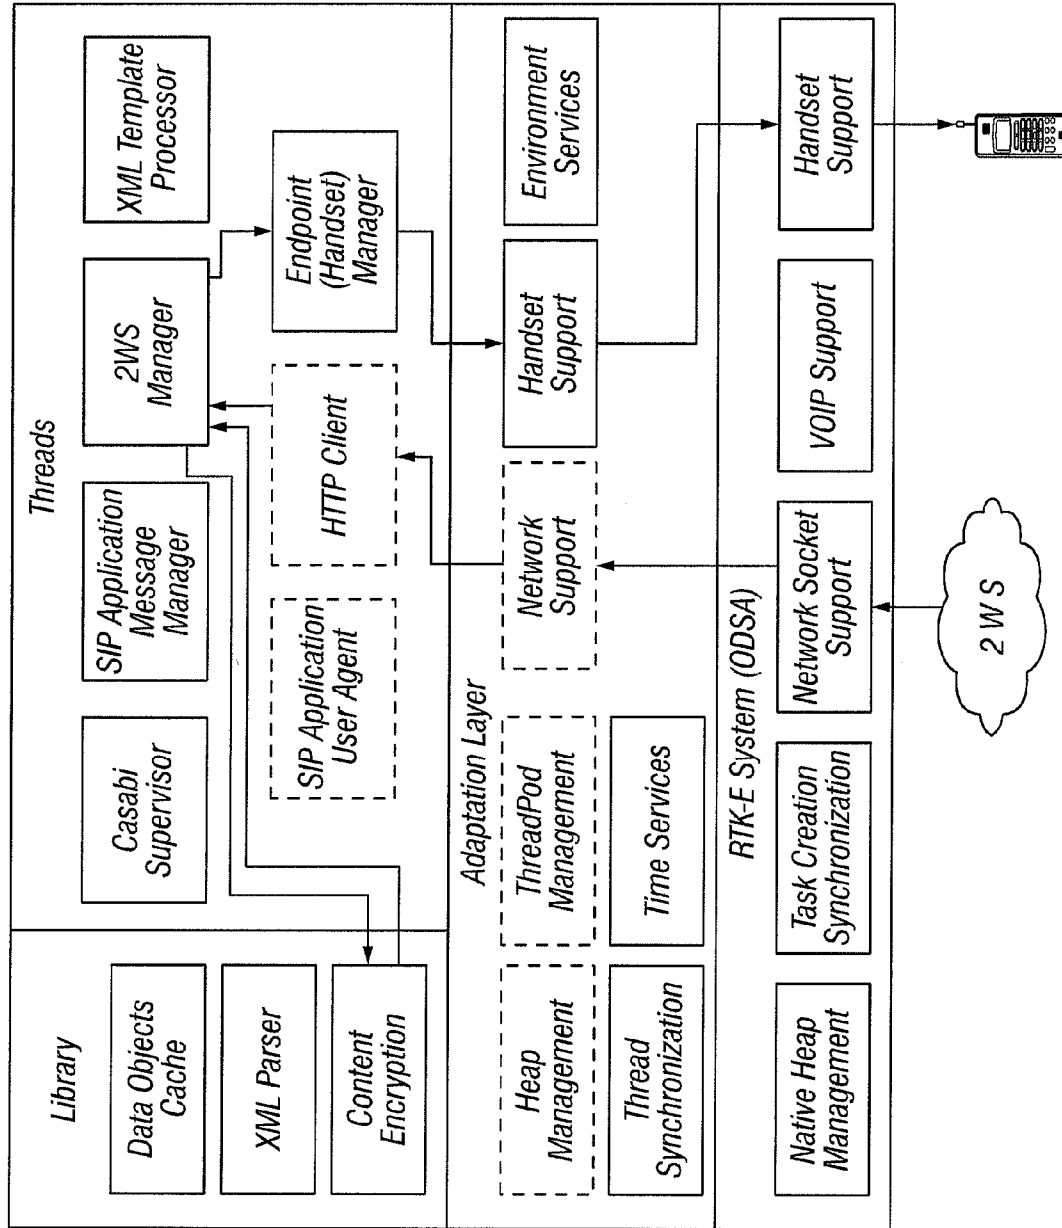 Library
Data Objects
Cache
XML Parser
Content
Encryption
Threads
Casabi
Supervisor
SIP Application
Message
Manager
2WS
Manager
XML Template
Processor
SIP Application
User Agent
HTTP Client
Endpoint
(Handset)
Manager
Adaptation Layer
Heap
Management
ThreadPod
Management
Network
Support
Handset
Support
Environment
Services
Thread
Synchronization
Time Services
RTK-E System (ODSA)
Native Heap
Management
Task Creation
Synchronization
Network Socket
Support
VOIP Support
Handset
Support
2WS